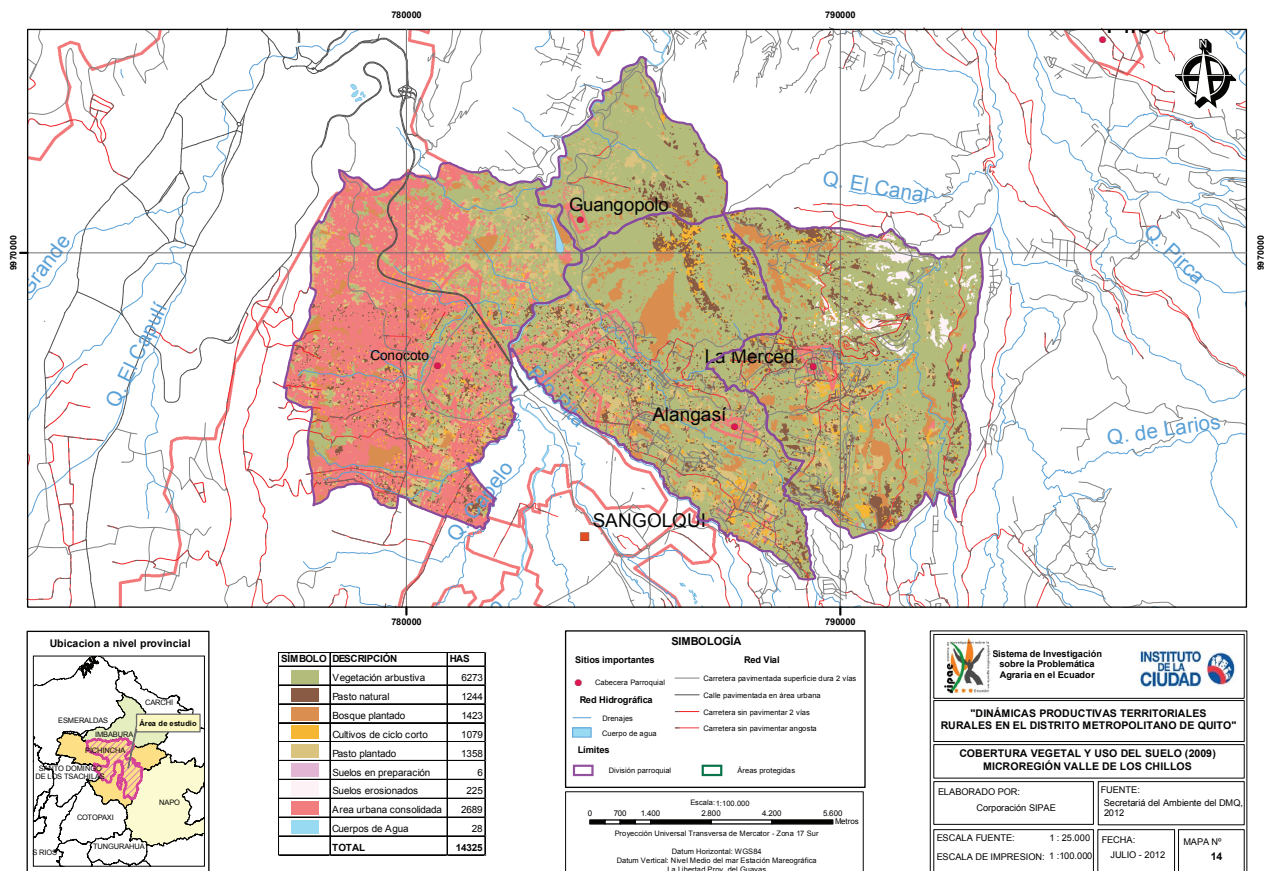 780000
790000
9970000
9970000
Q. El Canal
Q. Pirca
Grande
Q. El Capulí
Guangopolo
Conocoto
La Merced
Alangasí
Q. de Larios
SANGOLQUI
780000
790000
Ubicacion a nivel provincial
CARCHI
ESMERALDAS
Área de estudio
IMBABURA
PICHINCHA
SANTO DOMINGO
DE LOS TSACHILAS
NAPO
COTOPAXI
TUNGURAHUA
S RIOS
SÍMBOLO DESCRIPCIÓN HAS
Vegetación arbustiva 6273
Pasto natural 1244
Bosque plantado 1423
Cultivos de ciclo corto 1079
Pasto plantado 1358
Suelos en preparación 6
Suelos erosionados 225
Area urbana consolidada 2689
Cuerpos de Agua 28
TOTAL 14325
SIMBOLOGÍA
Sitios importantes
Cabecera Parroquial
Red Hidrográfica
Drenajes
Cuerpo de agua
Límites
División parroquial
Áreas protegidas
Red Vial
Carretera pavimentada superficie dura 2 vías
Calle pavimentada en área urbana
Carretera sin pavimentar 2 vías
Carretera sin pavimentar angosta
Escala:1:100.000
0 700 1.400 2.800 4.200 5.600
Metros
Proyección Universal Transversa de Mercator - Zona 17 Sur
Datum Horizontal: WGS84
Datum Vertical: Nivel Medio del mar Estación Mareográfica
La Libertad Prov. del Guayas
sipae
Sistema de Investigación
sobre la Problemática
Agraria en el Ecuador
INSTITUTO
DE LA
CIUDAD
"DINÁMICAS PRODUCTIVAS TERRITORIALES
RURALES EN EL DISTRITO METROPOLITANO DE QUITO"
COBERTURA VEGETAL Y USO DEL SUELO (2009)
MICROREGIÓN VALLE DE LOS CHILLOS
ELABORADO POR:
Corporación SIPAE
FUENTE:
Secretariá del Ambiente del DMQ,
2012
ESCALA FUENTE: 1 : 25.000
ESCALA DE IMPRESION: 1 :100.000
FECHA:
JULIO - 2012
MAPA Nº
14